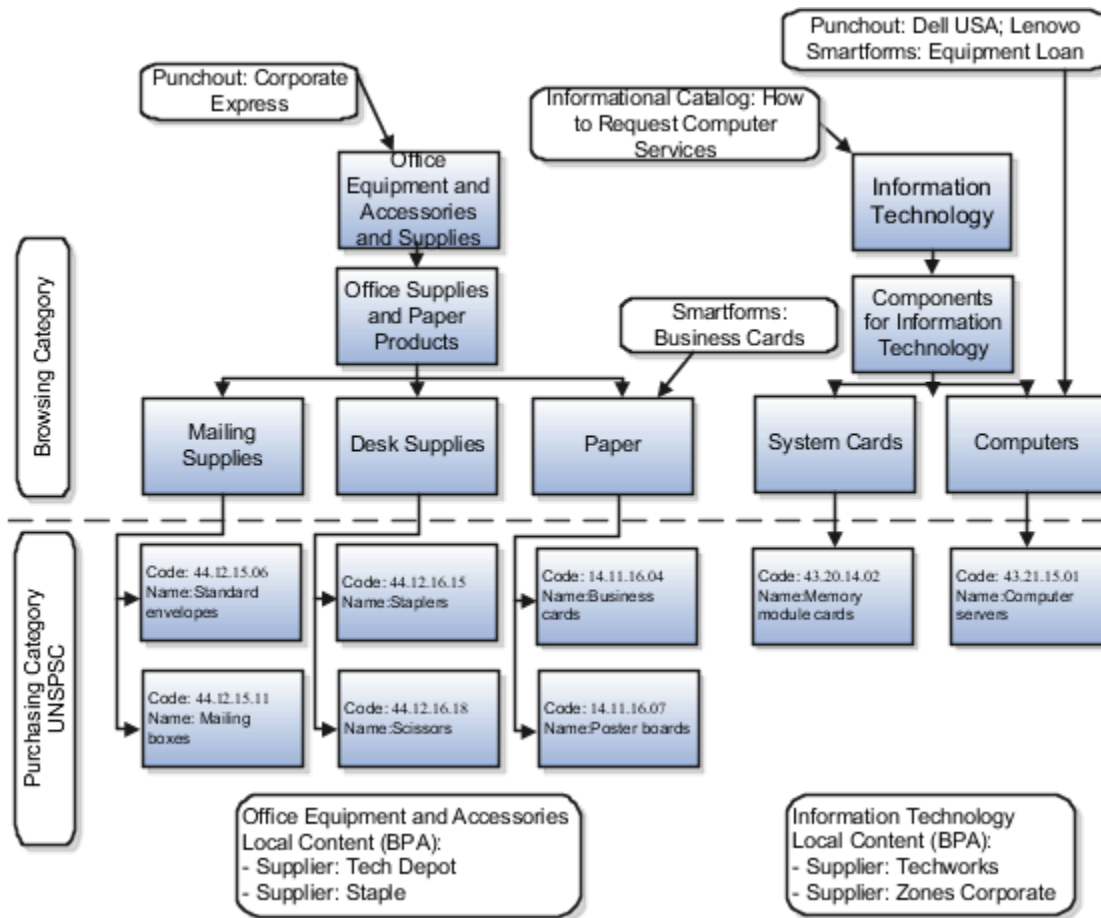 Punchout: Dell USA; Lenovo
Smartforms: Equipment Loan
Punchout: Corporate
Express
Informational Catalog: How
to Request Computer
Services
Office
Equipment and
Accessories
and Supplies
Information
Technology
Browsing Category
Office Supplies
and Paper
Products
Smartforms:
Business Cards
Components
for Information
Technology
Mailing
Supplies
Desk Supplies
Paper
System Cards
Computers
Purchasing Category
UNSPSC
Code: 44.12.15.06
Name:Standard
envelopes
Code: 44.12.16.15
Name:Staplers
Code: 14.11.16.04
Name:Business
cards
Code: 43.20.14.02
Name:Memory
module cards
Code: 43.21.15.01
Name:Computer
servers
Code: 44.12.15.11
Name: Mailing
boxes
Code: 44.12.16.18
Name:Scissors
Code: 14.11.16.07
Name:Poster boards
Office Equipment and Accessories
Local Content (BPA):
- Supplier: Tech Depot
- Supplier: Staple
Information Technology
Local Content (BPA):
- Supplier: Techworks
- Supplier: Zones Corporate